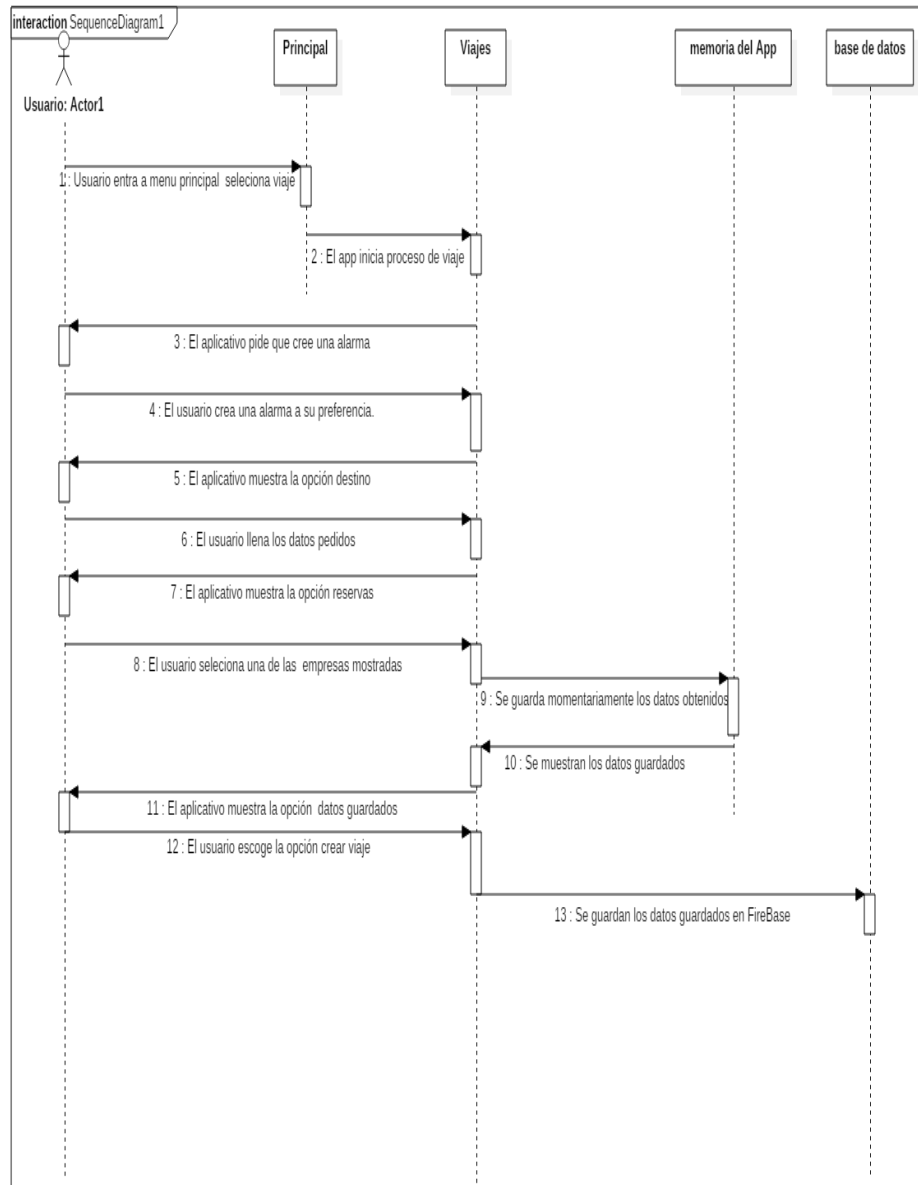 interaction SequenceDiagram1
Principal
Viajes
memoria del App
base de datos
Usuario: Actor1
1 : Usuario entra a menu principal seleciona viaje
2 : El app inicia proceso de viaje
3 : El aplicativo pide que cree una alarma
4 : El usuario crea una alarma a su preferencia.
5 : El aplicativo muestra la opción destino
6 : El usuario llena los datos pedidos
7 : El aplicativo muestra la opción reservas
8 : El usuario seleciona una de las empresas mostradas
9 : Se guarda momentariamente los datos obtenidos
10 : Se muestran los datos guardados
11 : El aplicativo muestra la opción datos guardados
12 : El usuario escoge la opción crear viaje
13 : Se guardan los datos guardados en FireBase